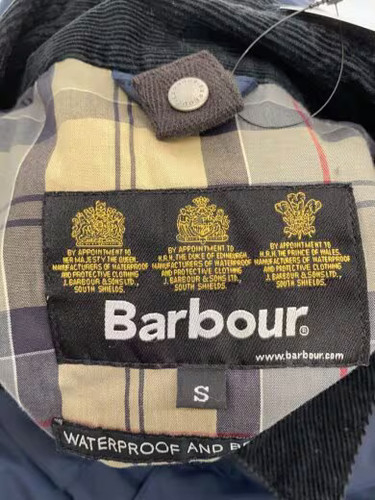 BY APPOINTMENT TO
HER MAJESTY THE QUEEN,
MANUFACTURERS OF WATERPROOF
AND PROTECTIVE CLOTHING
J. BARBOUR & SONS LTD.,
SOUTH SHIELDS.
BY APPOINTMENT TO
H.R.H. THE DUKE OF EDINBURGH,
MANUFACTURERS OF WATERPROOF
AND PROTECTIVE CLOTHING
J. BARBOUR & SONS LTD.,
SOUTH SHIELDS.
BY APPOINTMENT TO
H.R.H. THE PRINCE OF WALES,
MANUFACTURERS OF WATERPROOF
AND PROTECTIVE CLOTHING
J. BARBOUR & SONS LTD.,
SOUTH SHIELDS.
Barbour®
www.barbour.com
S
WATERPROOF AND